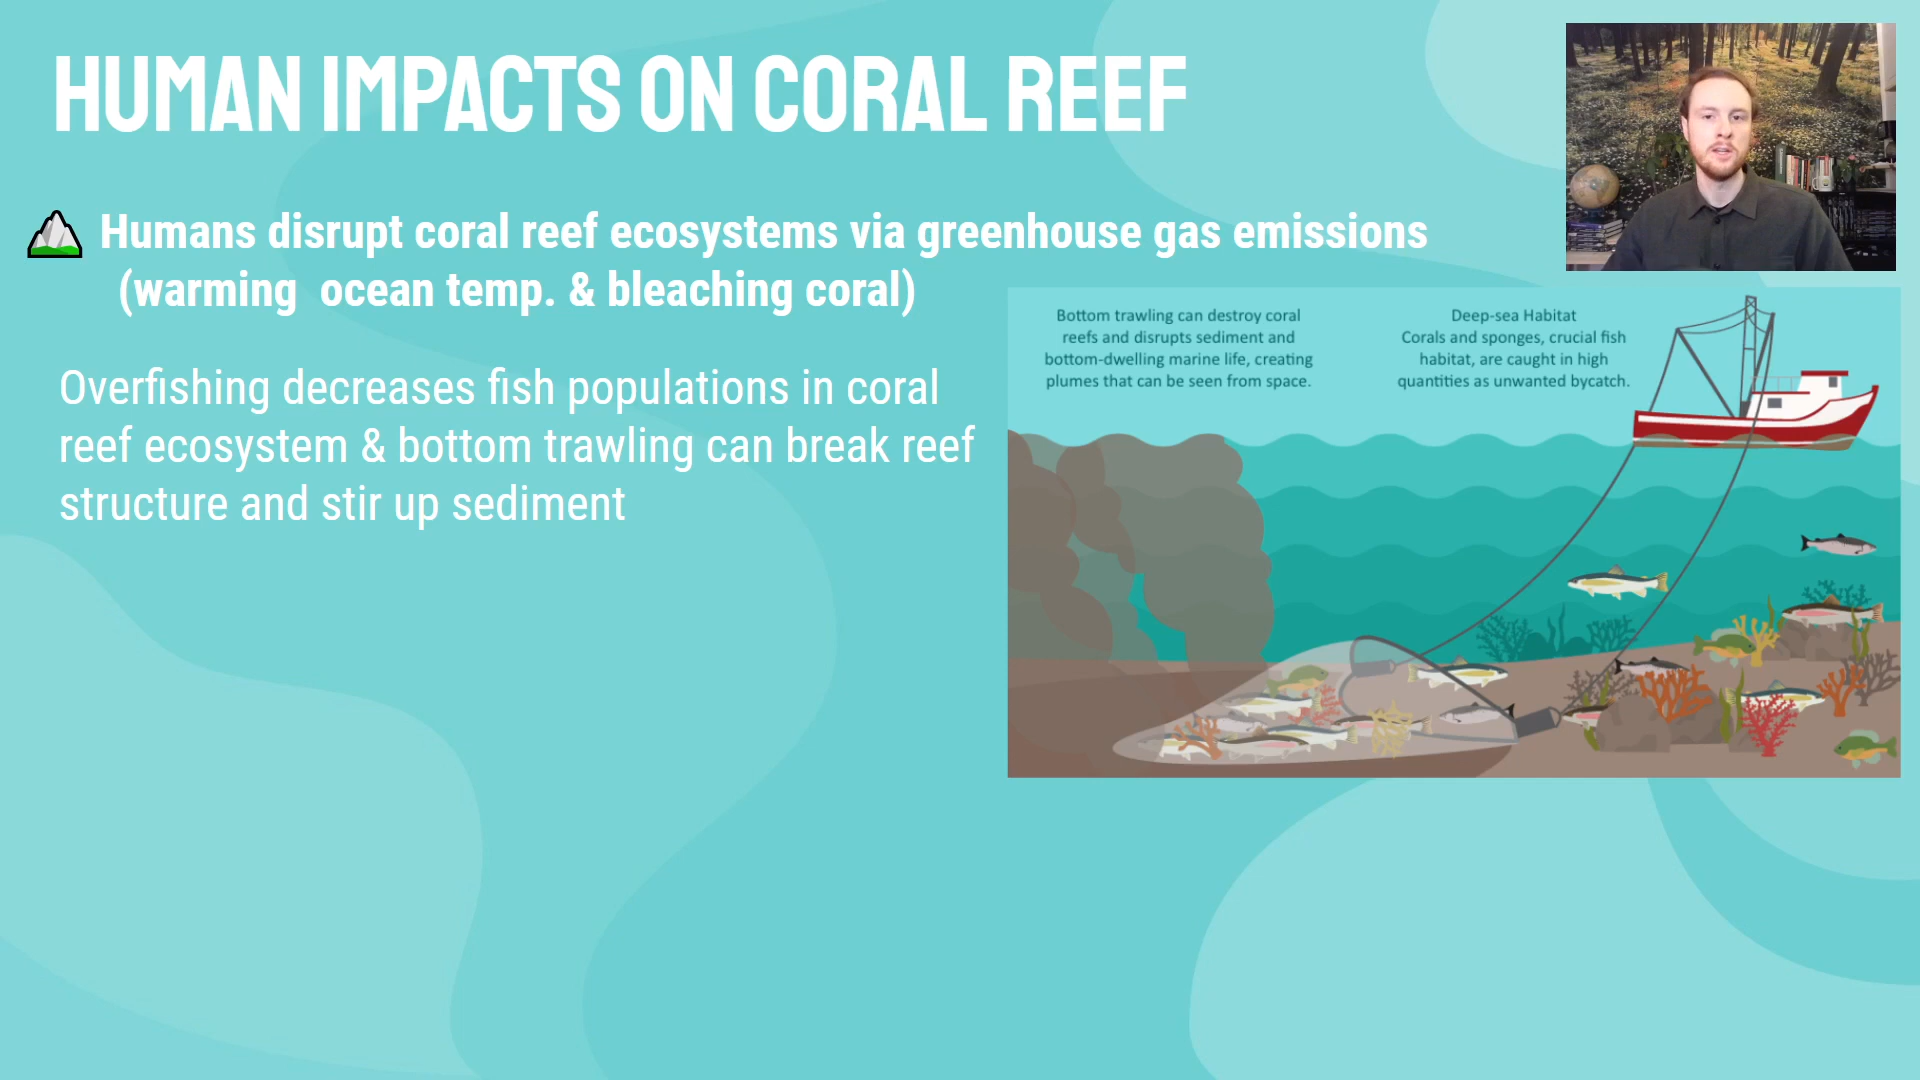 HUMAN IMPACTS ON CORAL REEF
Humans disrupt coral reef ecosystems via greenhouse gas emissions
(warming ocean temp. & bleaching coral)
Overfishing decreases fish populations in coral
reef ecosystem & bottom trawling can break reef
structure and stir up sediment
Bottom trawling can destroy coral
reefs and disrupts sediment and
bottom-dwelling marine life, creating
plumes that can be seen from space.
Deep-sea Habitat
Corals and sponges, crucial fish
habitat, are caught in high
quantities as unwanted bycatch.